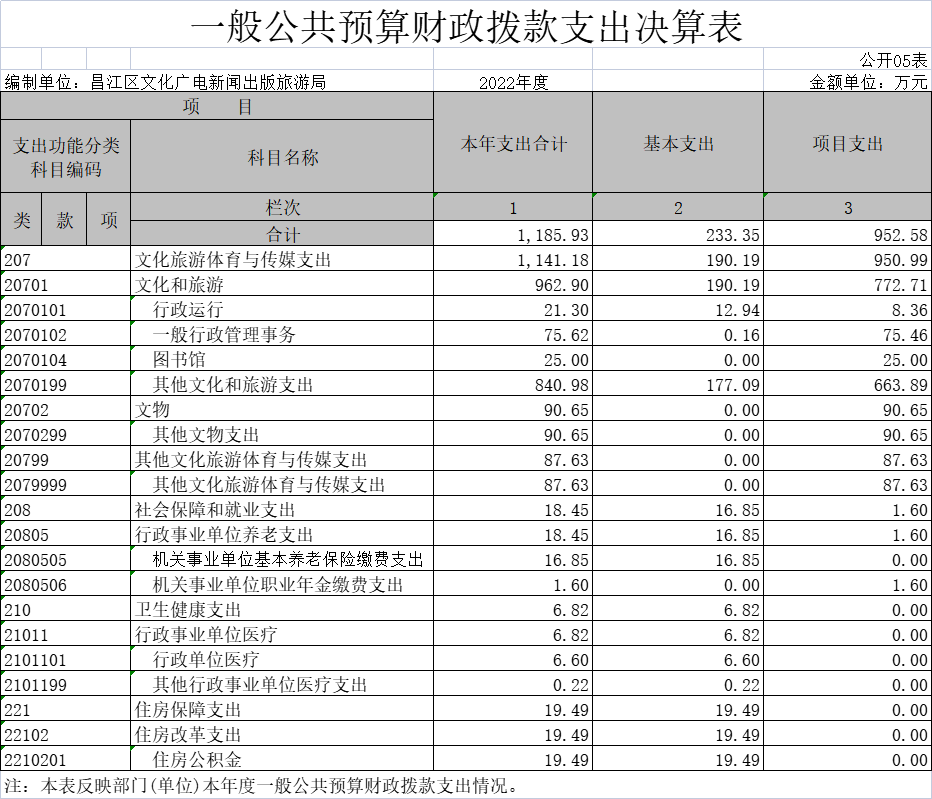 一般公共预算财政拨款支出决算表
公开05表
编制单位：昌江区文化广电新闻出版旅游局 2022年度 金额单位：万元
项 目 本年支出合计 基本支出 项目支出
支出功能分类科目编码 科目名称
类 款 项 栏次 1 2 3
合计 1,185.93 233.35 952.58
207 文化旅游体育与传媒支出 1,141.18 190.19 950.99
20701 文化和旅游 962.90 190.19 772.71
2070101 行政运行 21.30 12.94 8.36
2070102 一般行政管理事务 75.62 0.16 75.46
2070104 图书馆 25.00 0.00 25.00
2070199 其他文化和旅游支出 840.98 177.09 663.89
20702 文物 90.65 0.00 90.65
2070299 其他文物支出 90.65 0.00 90.65
20799 其他文化旅游体育与传媒支出 87.63 0.00 87.63
2079999 其他文化旅游体育与传媒支出 87.63 0.00 87.63
208 社会保障和就业支出 18.45 16.85 1.60
20805 行政事业单位养老支出 18.45 16.85 1.60
2080505 机关事业单位基本养老保险缴费支出 16.85 16.85 0.00
2080506 机关事业单位职业年金缴费支出 1.60 0.00 1.60
210 卫生健康支出 6.82 6.82 0.00
21011 行政事业单位医疗 6.82 6.82 0.00
2101101 行政单位医疗 6.60 6.60 0.00
2101199 其他行政事业单位医疗支出 0.22 0.22 0.00
221 住房保障支出 19.49 19.49 0.00
22102 住房改革支出 19.49 19.49 0.00
2210201 住房公积金 19.49 19.49 0.00
注：本表反映部门(单位)本年度一般公共预算财政拨款支出情况。